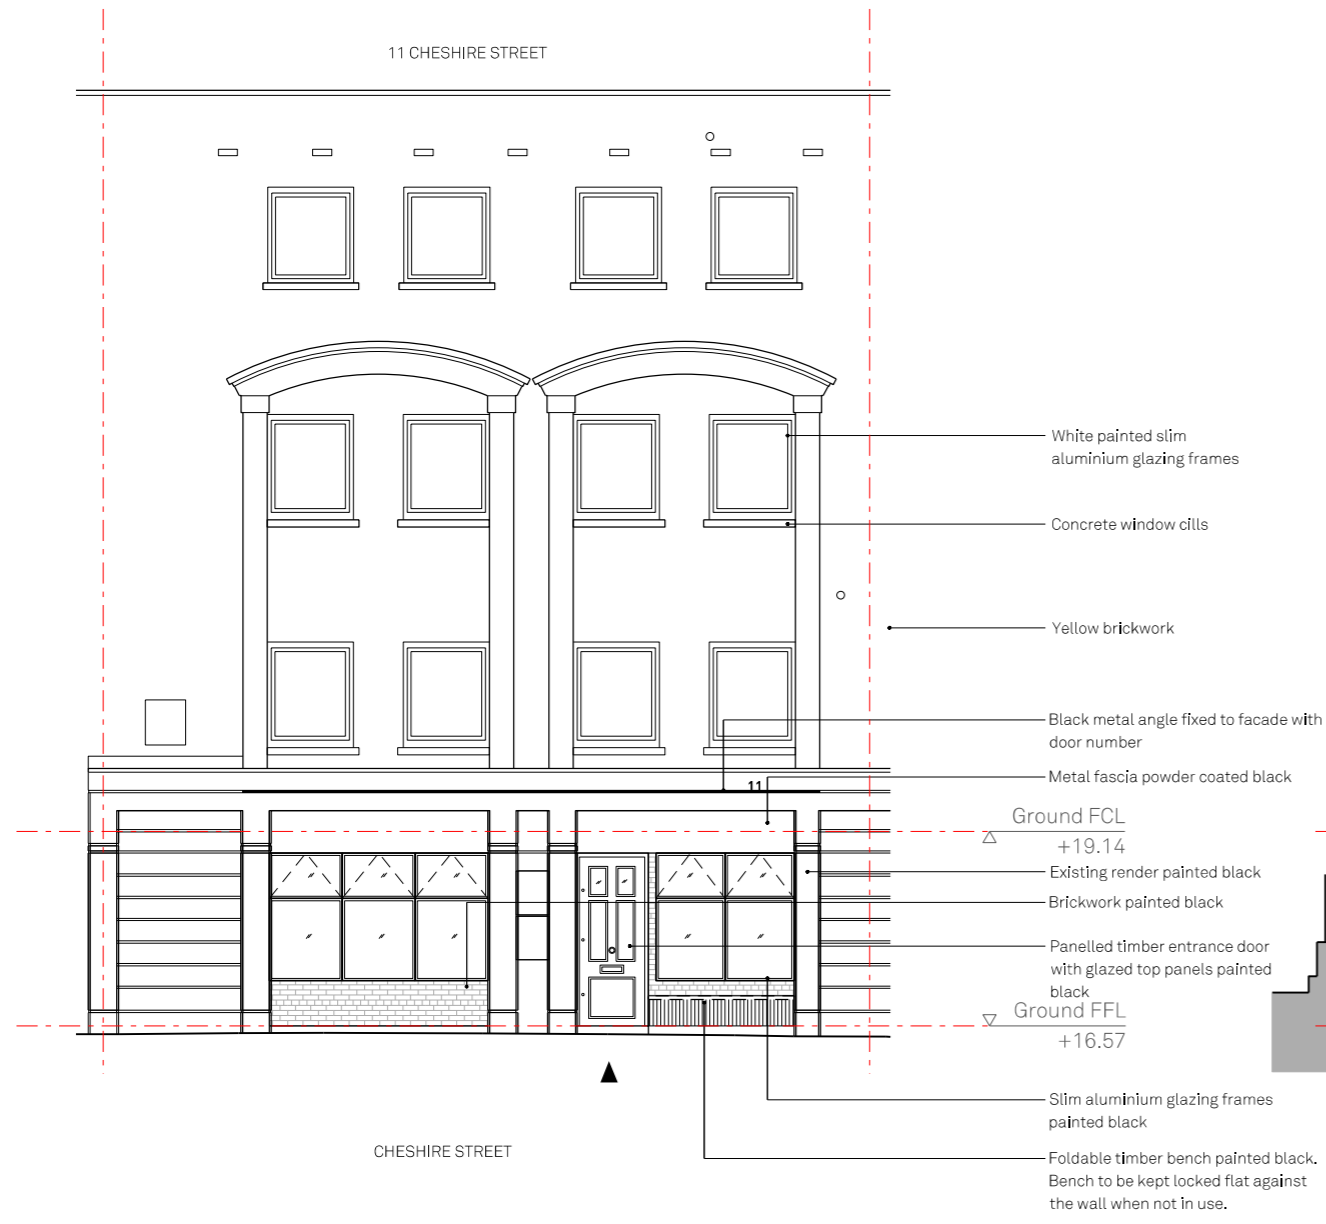 11 CHESHIRE STREET
White painted slim
aluminium glazing frames
Concrete window cills
Yellow brickwork
Black metal angle fixed to facade with
door number
Metal fascia powder coated black
11
Ground FCL
+19.14
Existing render painted black
Brickwork painted black
Panelled timber entrance door
with glazed top panels painted
black
Ground FFL
+16.57
Slim aluminium glazing frames
painted black
CHESHIRE STREET
Foldable timber bench painted black.
Bench to be kept locked flat against
the wall when not in use.